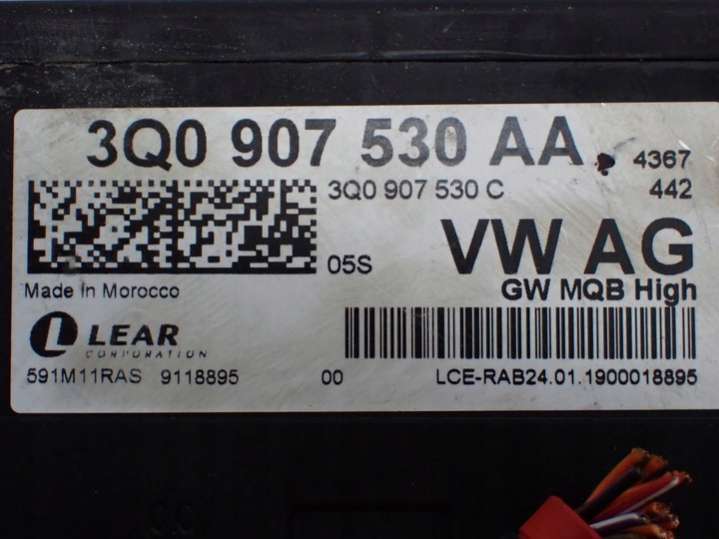 3Q0 907 530 AA 4367
3Q0 907 530 C 442
05S VW AG
Made In Morocco GW MQB High
LEAR
CORPORATION
591M11RAS 9118895 00 LCE-RAB24.01.1900018895